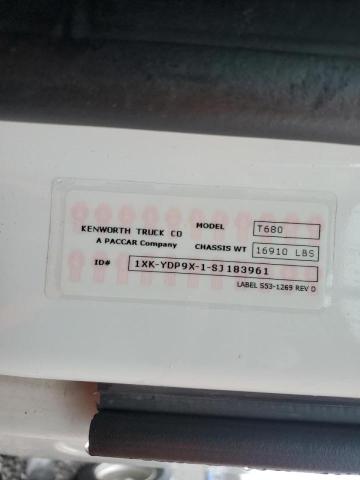 KENWORTH TRUCK CO
A PACCAR Company
MODEL T680
CHASSIS WT 16910 LBS
ID# 1XK-YDP9X-1-SJ183961
LABEL S53-1269 REV D